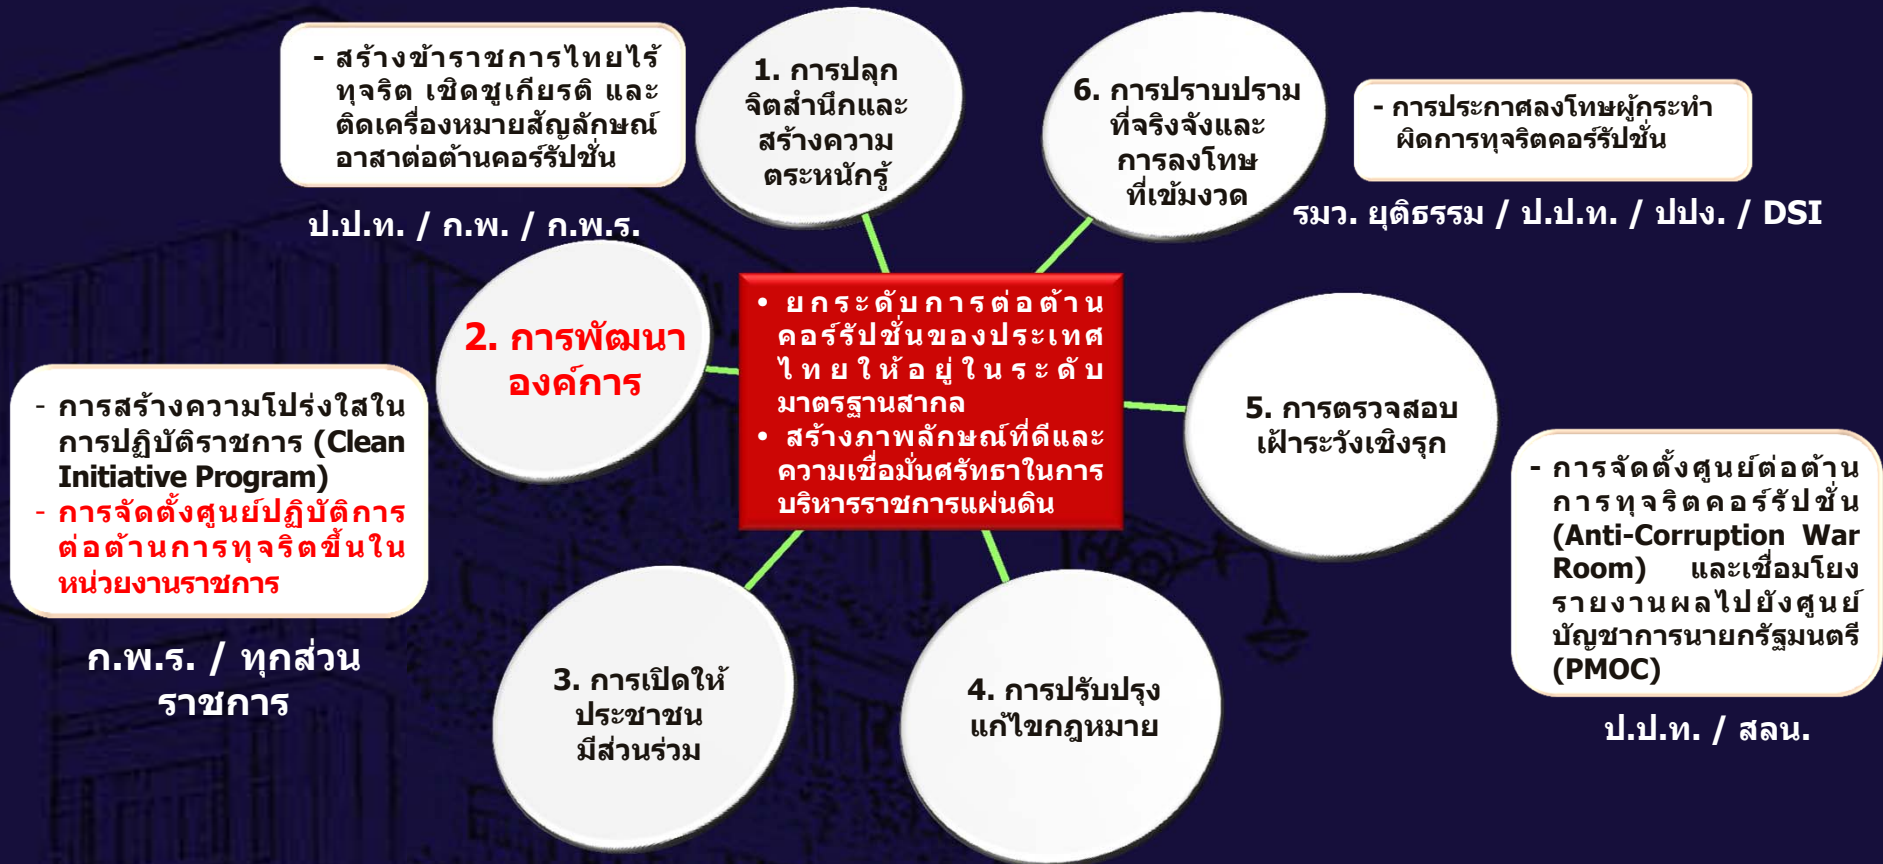 - สร้างข้าราชการไทยไร้
ทุจริต เชิดชูเกียรติ และ
ติดเครื่องหมายสัญลักษณ์
อาสาต่อต้านคอร์รัปชั่น
ป.ป.ท. / ก.พ. / ก.พ.ร.
1. การปลุก
จิตสำนึกและ
สร้างความ
ตระหนักรู้
6. การปราบปราม
ที่จริงจังและ
การลงโทษ
ที่เข้มงวด
- การประกาศลงโทษผู้กระทำ
ผิดการทุจริตคอร์รัปชั่น
รมว. ยุติธรรม / ป.ป.ท. / ปปง. / DSI
2. การพัฒนา
องค์การ
- การสร้างความโปร่งใสใน
การปฏิบัติราชการ (Clean
Initiative Program)
- การจัดตั้งศูนย์ปฏิบัติการ
ต่อต้านการทุจริตขึ้นใน
หน่วยงานราชการ
ก.พ.ร. / ทุกส่วน
ราชการ
• ยกระดับการต่อต้าน
คอร์รัปชั่นของประเทศ
ไทยให้อยู่ในระดับ
มาตรฐานสากล
• สร้างภาพลักษณ์ที่ดีและ
ความเชื่อมั่นศรัทธาในการ
บริหารราชการแผ่นดิน
5. การตรวจสอบ
เฝ้าระวังเชิงรุก
- การจัดตั้งศูนย์ต่อต้าน
การทุจริตคอร์รัปชั่น
(Anti-Corruption War
Room) และเชื่อมโยง
รายงานผลไปยังศูนย์
บัญชาการนายกรัฐมนตรี
(PMOC)
ป.ป.ท. / สลน.
3. การเปิดให้
ประชาชน
มีส่วนร่วม
4. การปรับปรุง
แก้ไขกฎหมาย